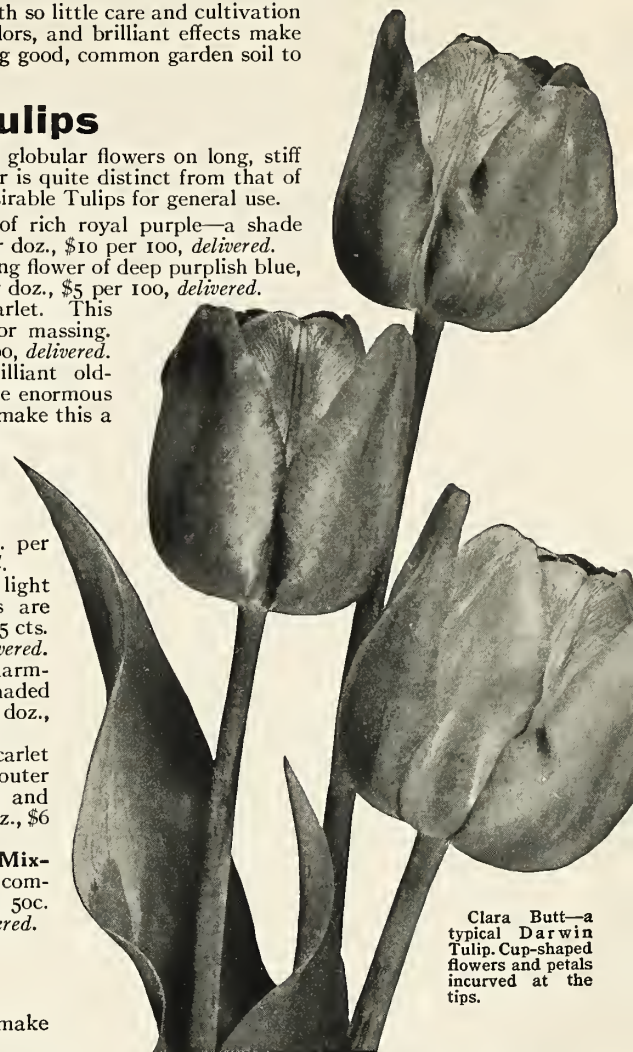 th so little care and cultivation
lors, and brilliant effects make
g good, common garden soil to
ulips
globular flowers on long, stiff
r is quite distinct from that of
sirable Tulips for general use.
of rich royal purple—a shade
r doz., $10 per 100, delivered.
ng flower of deep purplish blue,
doz., $5 per 100, delivered.
arlet. This
or massing.
00, delivered.
illiant old-
e enormous
make this a
. per
light
s are
5 cts.
vered.
arm-
haded
doz.,
carlet
outer
and
z., $6
Mix-
com-
50c.
red.
make
Clara Butt—a
typical Darwin
Tulip. Cup-shaped
flowers and petals
incurved at the
tips.